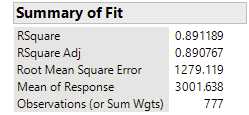 Summary of Fit
RSquare 0.891189
RSquare Adj 0.890767
Root Mean Square Error 1279.119
Mean of Response 3001.638
Observations (or Sum Wgts) 777